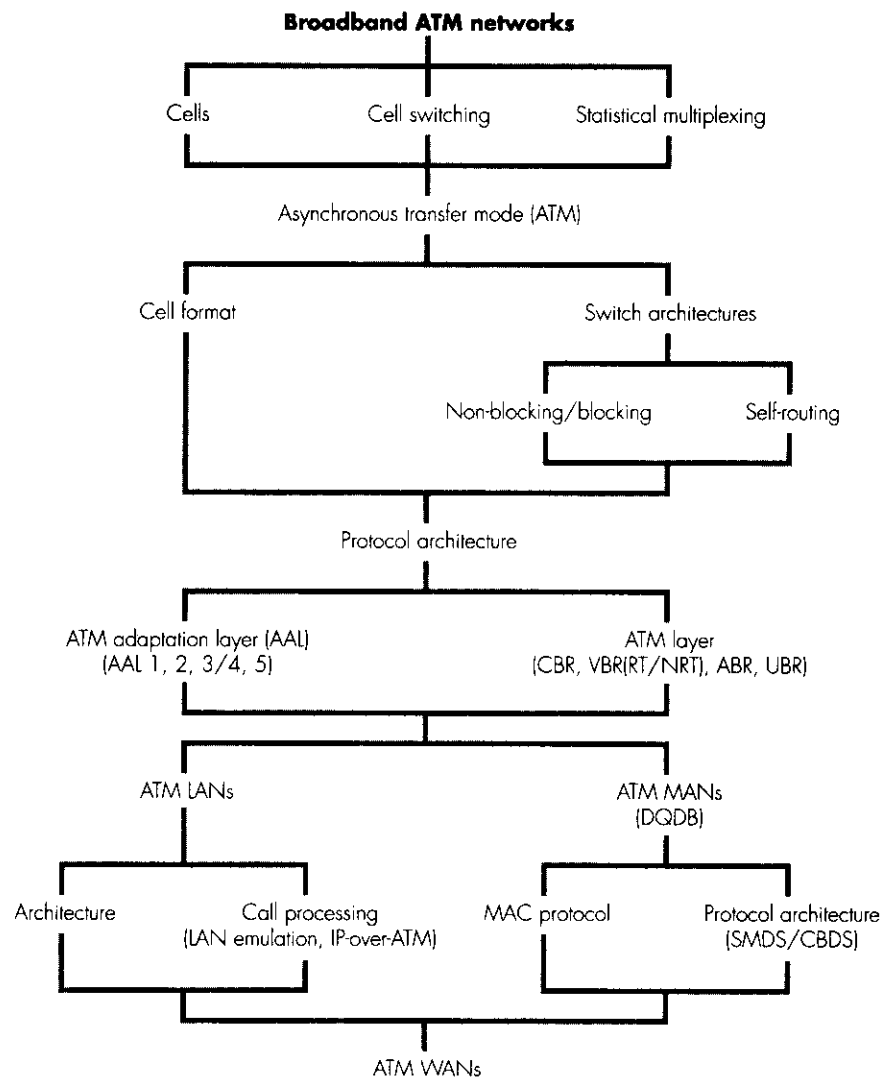 Broadband ATM networks
Cells
Cell switching
Statistical multiplexing
Asynchronous transfer mode (ATM)
Cell format
Switch architectures
Non-blocking/blocking
Self-routing
Protocol architecture
ATM adaptation layer (AAL)
(AAL 1, 2, 3/4, 5)
ATM layer
(CBR, VBR(RT/NRT), ABR, UBR)
ATM LANs
ATM MANs
(DQDB)
Architecture
Call processing
(LAN emulation, IP-over-ATM)
MAC protocol
Protocol architecture
(SMDS/CBDS)
ATM WANs